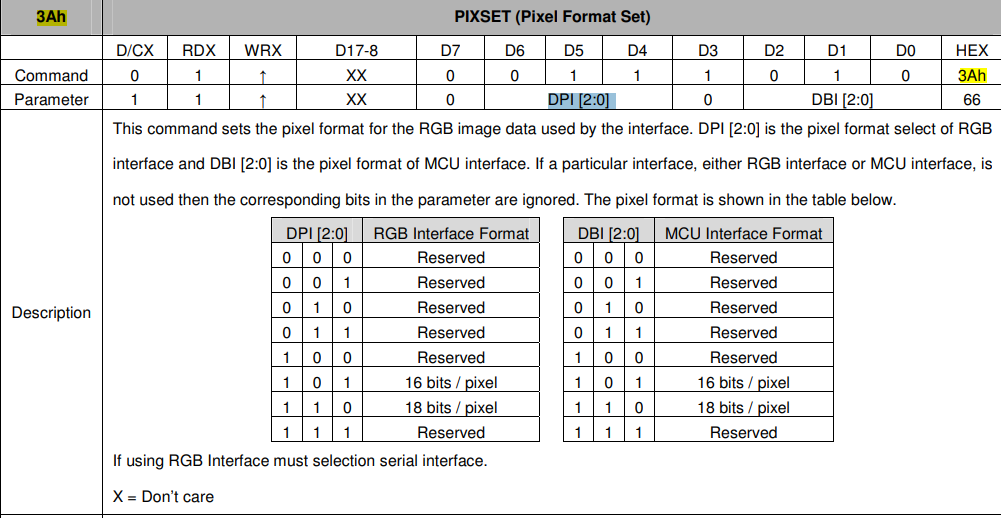 3Ah PIXSET (Pixel Format Set)
D/CX RDX WRX D17-8 D7 D6 D5 D4 D3 D2 D1 D0 HEX
Command 0 1 ↑ XX 0 0 1 1 1 0 1 0 3Ah
Parameter 1 1 ↑ XX 0 DPI [2:0] 0 DBI [2:0] 66
This command sets the pixel format for the RGB image data used by the interface. DPI [2:0] is the pixel format select of RGB
interface and DBI [2:0] is the pixel format of MCU interface. If a particular interface, either RGB interface or MCU interface, is
not used then the corresponding bits in the parameter are ignored. The pixel format is shown in the table below.
DPI [2:0] RGB Interface Format DBI [2:0] MCU Interface Format
0 0 0 Reserved 0 0 0 Reserved
0 0 1 Reserved 0 0 1 Reserved
0 1 0 Reserved 0 1 0 Reserved
Description 0 1 1 Reserved 0 1 1 Reserved
1 0 0 Reserved 1 0 0 Reserved
1 0 1 16 bits / pixel 1 0 1 16 bits / pixel
1 1 0 18 bits / pixel 1 1 0 18 bits / pixel
1 1 1 Reserved 1 1 1 Reserved
If using RGB Interface must selection serial interface.
X = Don't care